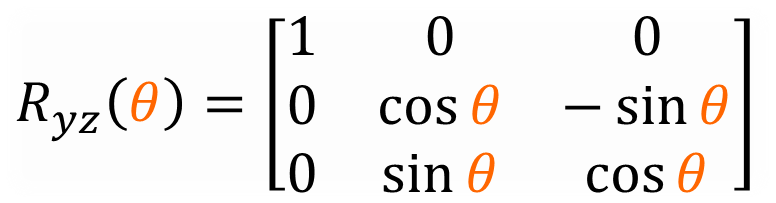 1 0 0
R_yz(θ) = [0 cos θ − sin θ]
0 sin θ cos θ